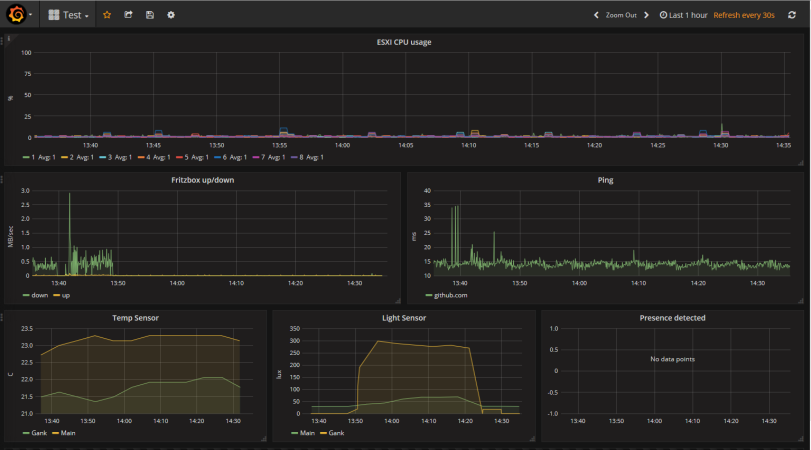 Test
Zoom Out
Last 1 hour Refresh every 30s
ESXI CPU usage
100
75
50
25
0
%
13:40 13:45 13:50 13:55 14:00 14:05 14:10 14:15 14:20 14:25 14:30 14:35
1 Avg: 1 2 Avg: 1 3 Avg: 1 4 Avg: 1 5 Avg: 1 6 Avg: 1 7 Avg: 1 8 Avg: 1
Fritzbox up/down
3.0
2.5
2.0
1.5
1.0
0.5
0
MB/sec
13:40 13:50 14:00 14:10 14:20 14:30
down up
Ping
40
35
30
25
20
15
10
ms
13:40 13:50 14:00 14:10 14:20 14:30
github.com
Temp Sensor
23.5
23.0
22.5
22.0
21.5
21.0
C
13:40 13:50 14:00 14:10 14:20 14:30
Gank Main
Light Sensor
350
300
250
200
150
100
50
0
lux
13:40 13:50 14:00 14:10 14:20 14:30
Main Gank
Presence detected
1.0
0.5
0
-0.5
-1.0
No data points
13:40 13:50 14:00 14:10 14:20 14:30